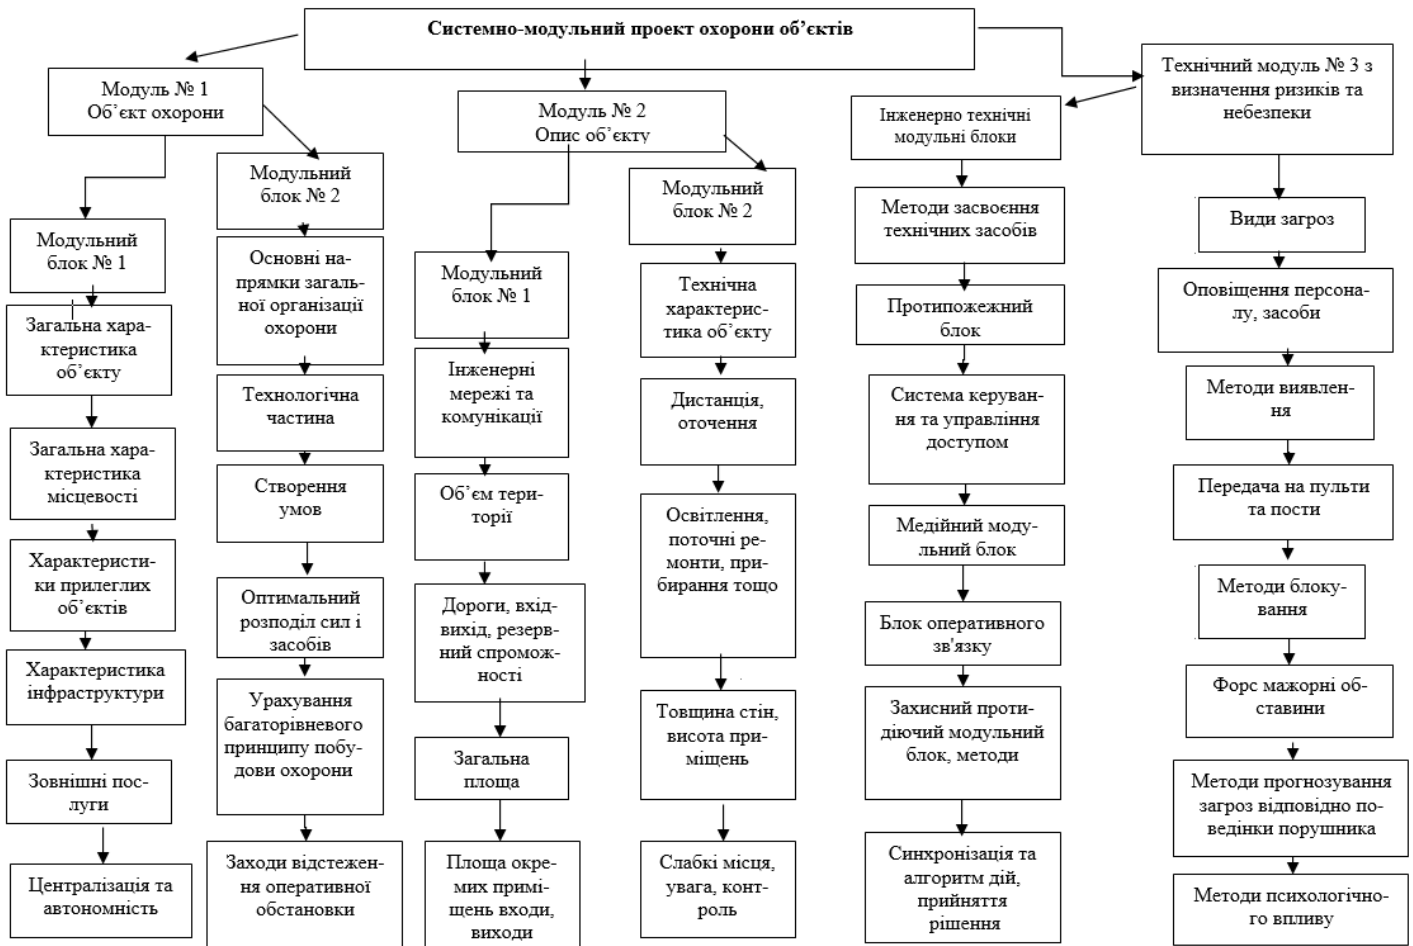 Системно-модульний проект охорони об’єктів
Модуль № 1
Об’єкт охорони
Модульний
блок № 1
Загальна хара-
ктеристика
об’єкту
Загальна хара-
ктеристика
місцевості
Характеристи-
ки прилеглих
об’єктів
Характеристика
інфраструктури
Зовнішні пос-
луги
Централізація та
автономність
Модульний
блок № 2
Основні на-
прямки загаль-
ної організації
охорони
Технологічна
частина
Створення
умов
Оптимальний
розподіл сил і
засобів
Урахування
багаторівневого
принципу побу-
дови охорони
Заходи відстежен-
ня оперативної
обстановки
Модуль № 2
Опис об’єкту
Модульний
блок № 1
Інженерні
мережі та
комунікації
Об’єм тери-
торії
Дороги, вхід-
вихід, резерв-
ний спромож-
ності
Загальна
площа
Площа окре-
мих примі-
щень входи,
виходи
Модульний
блок № 2
Технічна
характерис-
тика об’єкту
Дистанція,
оточення
Освітлення,
поточні ре-
монти, при-
бирання тощо
Товщина стін,
висота при-
міщень
Слабкі місця,
увага, конт-
роль
Технічний модуль № 3 з
визначення ризиків та
небезпеки
Інженерно технічні
модульні блоки
Методи засвоєння
технічних засобів
Протипожежний
блок
Система керуван-
ня та управління
доступом
Медійний моду-
льний блок
Блок оперативного
зв'язку
Захисний проти-
діючий модульний
блок, методи
Синхронізація та
алгоритм дій,
прийняття
рішення
Види загроз
Оповіщення персона-
лу, засоби
Методи виявлен-
ня
Передача на пульти
та пости
Методи блоку-
вання
Форс мажорні об-
ставини
Методи прогнозування
загроз відповідно по-
ведінки порушника
Методи психологічно-
го впливу